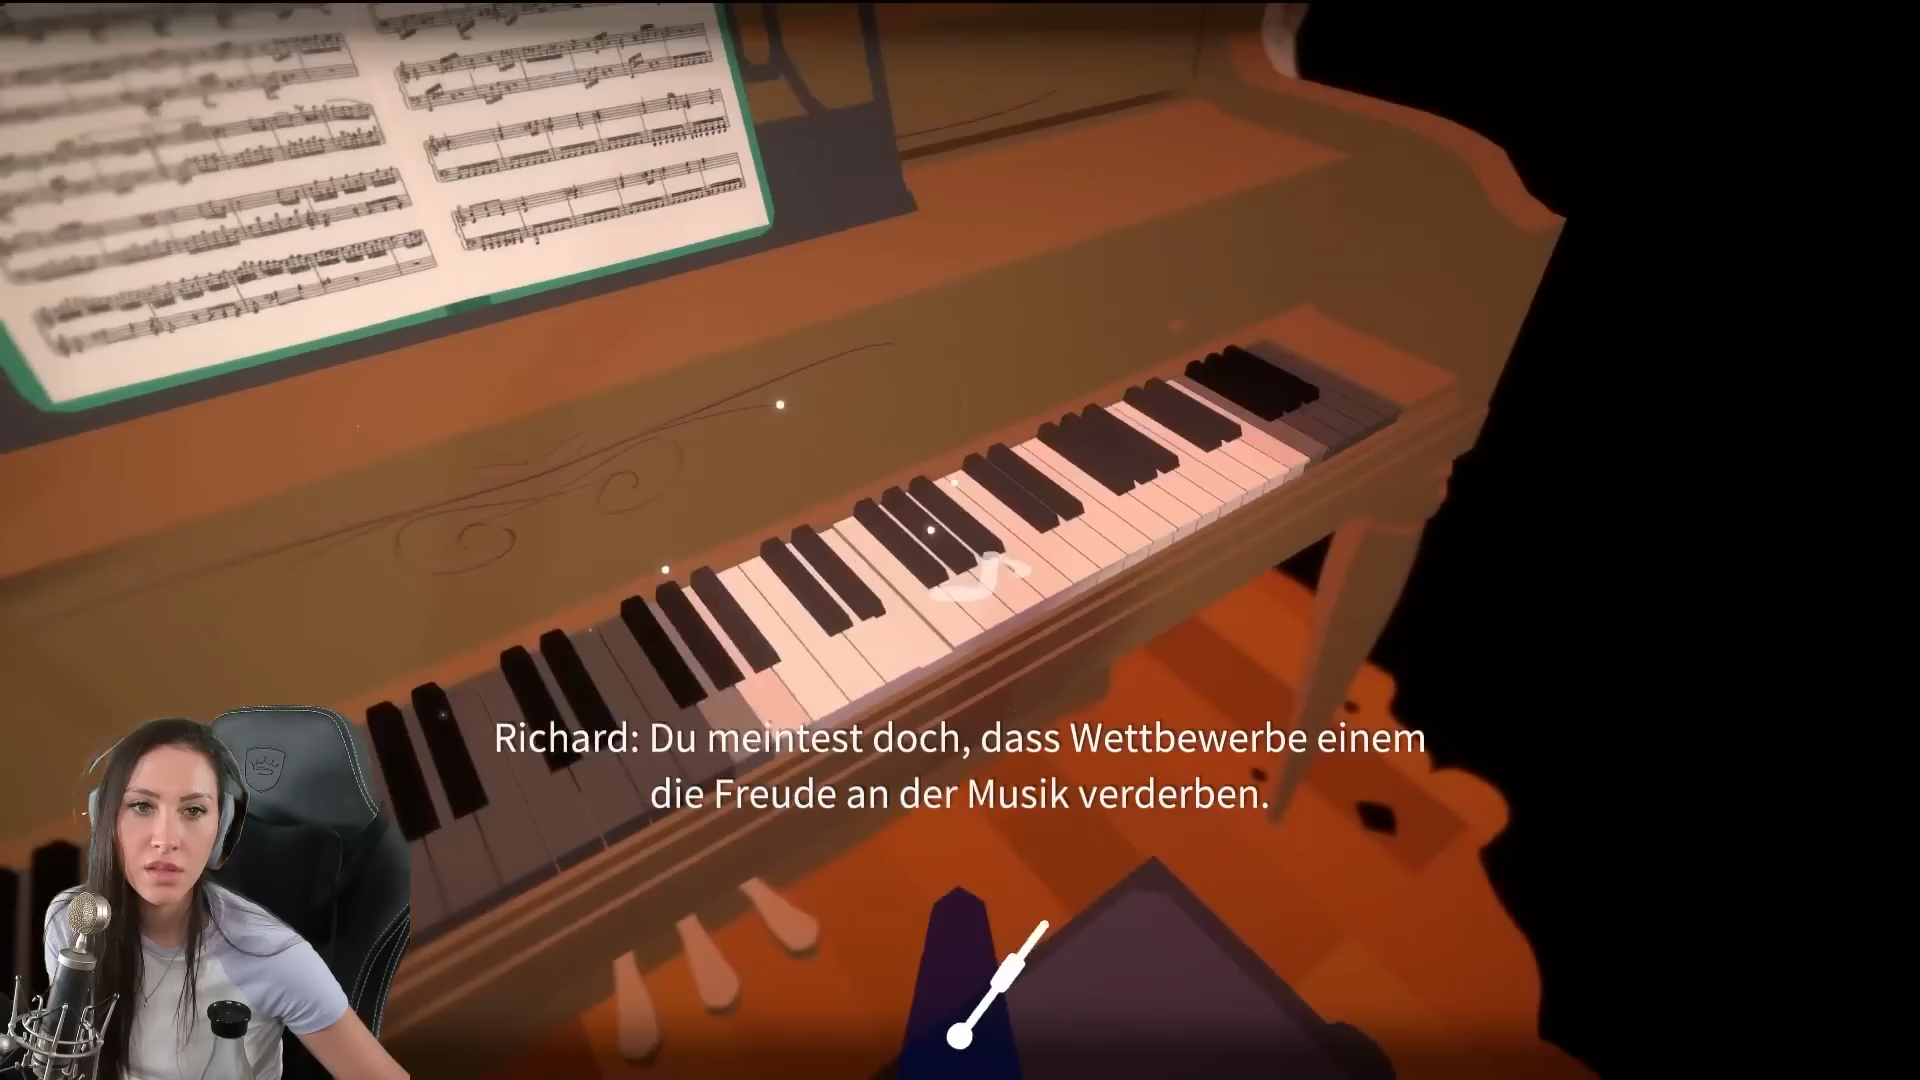 Richard: Du meintest doch, dass Wettbewerbe einem
die Freude an der Musik verderben.